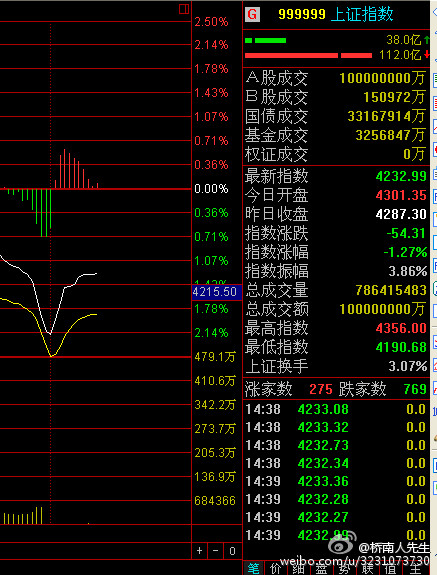 2.50%
2.14%
1.78%
1.43%
1.07%
0.71%
0.36%
0.00%
0.36%
0.71%
1.07%
4215.50
1.78%
2.14%
479.1万
410.6万
342.2万
273.7万
205.3万
136.9万
684366
+ - 0
G 999999 上证指数
38.0亿↑
112.0亿↓
A股成交 100000000万
B股成交 150972万
国债成交 33167914万
基金成交 3256847万
权证成交 0万
最新指数 4232.99
今日开盘 4301.35
昨日收盘 4287.30
指数涨跌 -54.31
指数涨幅 -1.27%
指数振幅 3.86%
总成交量 786415483
总成交额 100000000万
最高指数 4356.00
最低指数 4190.68
上证换手 3.07%
涨家数 275 跌家数 769
14:38 4233.08 0.0
14:38 4233.32 0.0
14:38 4232.73 0.0
14:38 4232.34 0.0
14:39 4233.36 0.0
14:39 4232.28 0.0
14:39 4232.27 0.0
14:39 4232.99 0.0
@桥南人先生
weibo.com/u/3231073730
笔 价 细 盘 势 联 值 主